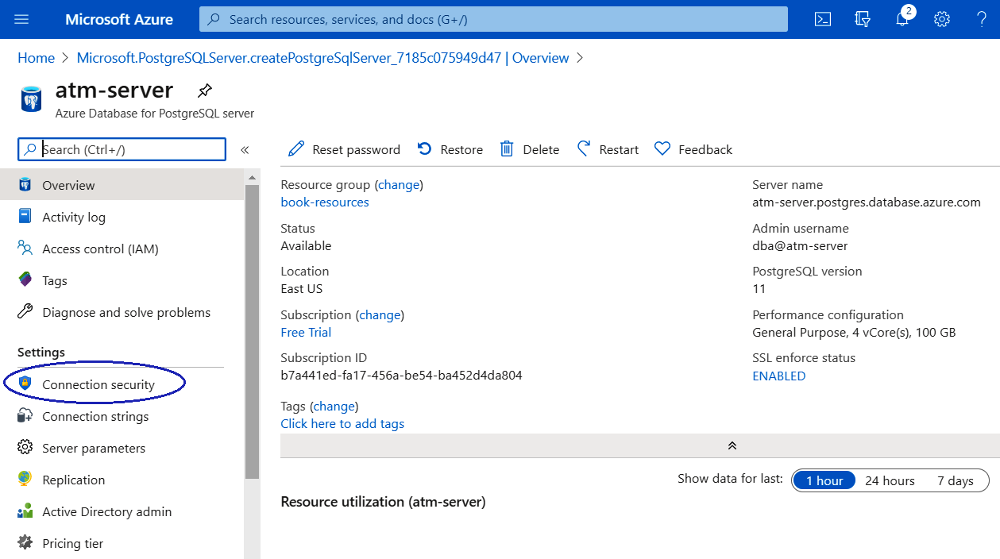 Microsoft Azure
Search resources, services, and docs (G+/)
2
Home > Microsoft.PostgreSQLServer.createPostgreSqlServer_7185c075949d47 | Overview >
atm-server
Azure Database for PostgreSQL server
Search (Ctrl+/)
«
Overview
Activity log
Access control (IAM)
Tags
Diagnose and solve problems
Settings
Connection security
Connection strings
Server parameters
Replication
Active Directory admin
Pricing tier
Reset password Restore Delete Restart Feedback
Resource group (change)
book-resources
Status
Available
Location
East US
Subscription (change)
Free Trial
Subscription ID
b7a441ed-fa17-456a-be54-ba452d4da804
Tags (change)
Click here to add tags
Server name
atm-server.postgres.database.azure.com
Admin username
dba@atm-server
PostgreSQL version
11
Performance configuration
General Purpose, 4 vCore(s), 100 GB
SSL enforce status
ENABLED
Show data for last: 1 hour 24 hours 7 days
Resource utilization (atm-server)